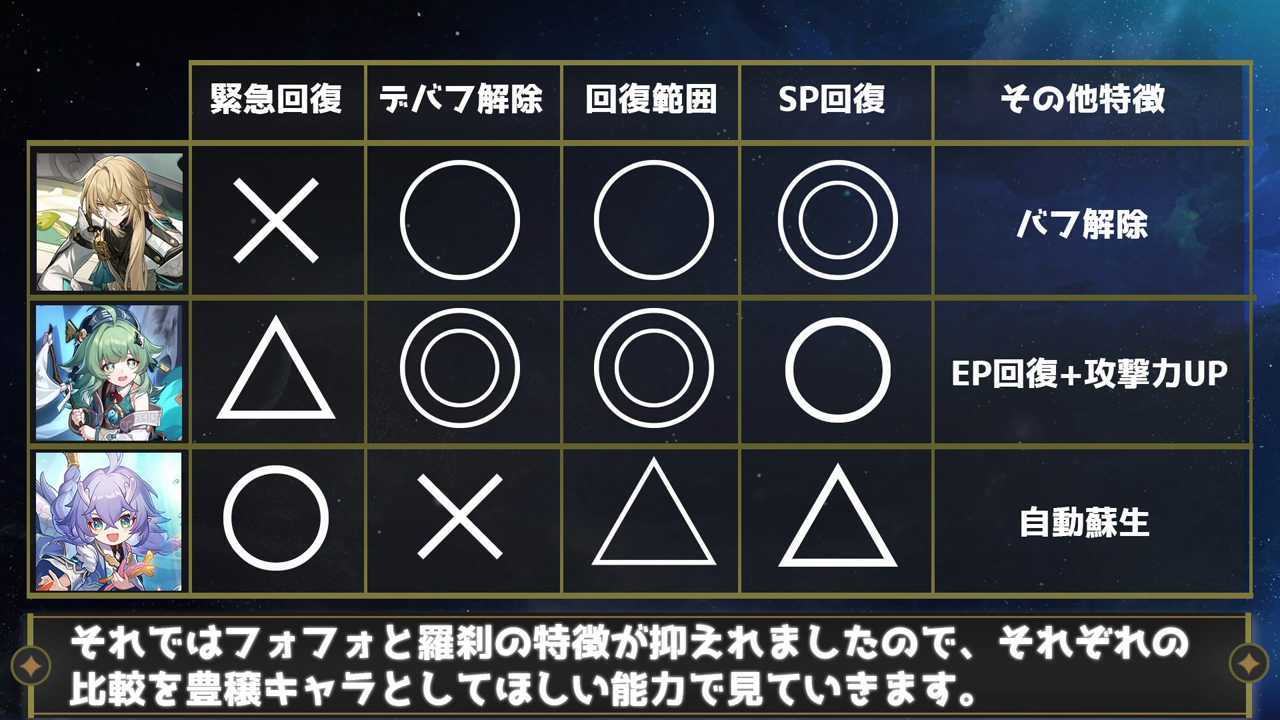 緊急回復 デバフ解除 回復範囲 SP回復 その他特徴
× ○ ○ ◎ バフ解除
△ ◎ ◎ ○ EP回復+攻撃力UP
○ × △ △ 自動蘇生
それではフォフォと羅刹の特徴が抑えれましたので、それぞれの
比較を豊穣キャラとしてほしい能力で見ていきます。